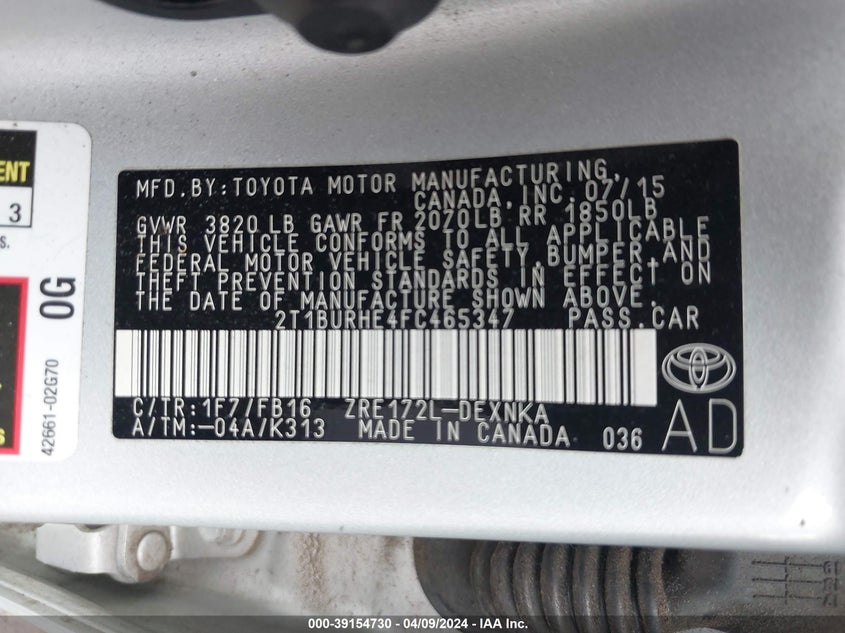 ENT
3
s.
0G
42661-02G70
s
MFD. BY: TOYOTA MOTOR MANUFACTURING,
CANADA, INC. 07/15
GVWR 3820 LB GAWR FR 2070LB RR 1850LB
THIS VEHICLE CONFORMS TO ALL APPLICABLE
FEDERAL MOTOR VEHICLE SAFETY, BUMPER, AND
THEFT PREVENTION STANDARDS IN EFFECT ON
THE DATE OF MANUFACTURE SHOWN ABOVE.
2T1BURHE4FC465347 PASS. CAR
C/TR: 1F7/FB16 ZRE172L-DEXNKA
A/TM: -04A/K313 MADE IN CANADA 036 AD
000-39154730 - 04/09/2024 - IAA Inc.